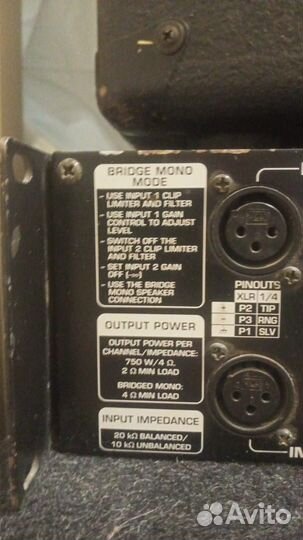 BRIDGE MONO
MODE
- USE INPUT 1 CLIP
LIMITER AND FILTER
- USE INPUT 1 GAIN
CONTROL TO ADJUST
LEVEL
- SWITCH OFF THE
INPUT 2 CLIP LIMITER
AND FILTER
- SET INPUT 2 GAIN
OFF (-∞)
- USE THE BRIDGE
MONO SPEAKER
CONNECTION
PINOUTS
XLR 1/4
P2 TIP
P3 RNG
P1 SLV
OUTPUT POWER
OUTPUT POWER PER
CHANNEL/IMPEDANCE:
750 W/4 Ω
2 Ω MIN LOAD
BRIDGED MONO:
4 Ω MIN LOAD
INPUT IMPEDANCE
20 kΩ BALANCED/
10 kΩ UNBALANCED
IN
Avito